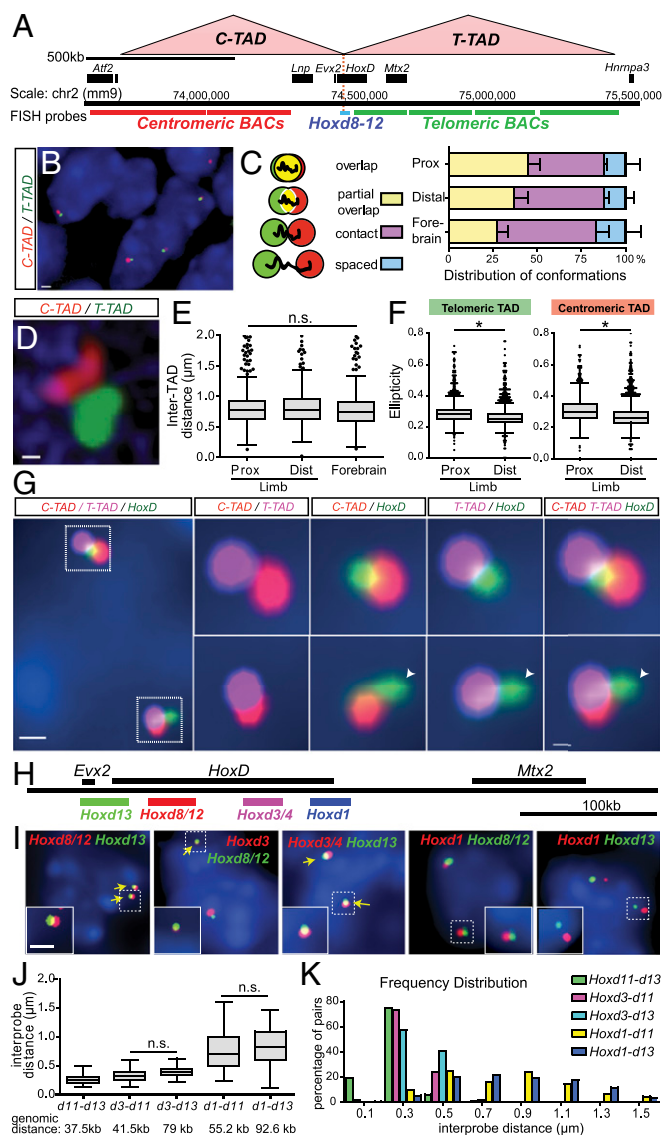 A
C-TAD
T-TAD
500kb
Atf2
Lnp
Evx2
HoxD
Mtx2
Hnrnpa3
Scale: chr2 (mm9)
74,000,000
74,500,000
75,000,000
75,500,000
FISH probes
Centromeric BACs
Hoxd8-12
Telomeric BACs
B
C-TAD / T-TAD
C
overlap
partial
overlap
contact
spaced
Prox
Distal
Fore-
brain
0 25 50 75 100 %
Distribution of conformations
D
C-TAD / T-TAD
E
n.s.
Inter-TAD
distance (µm)
2.0
1.5
1.0
0.5
0.0
Prox Dist Forebrain
Limb
F
Telomeric TAD
Centromeric TAD
*
*
Ellipticity
0.8
0.6
0.4
0.2
0
0.8
0.6
0.4
0.2
0
Prox Dist
Limb
Prox Dist
Limb
G
C-TAD / T-TAD / HoxD
C-TAD / T-TAD
C-TAD / HoxD
T-TAD / HoxD
C-TAD T-TAD HoxD
H
Evx2
HoxD
Mtx2
Hoxd13
Hoxd8/12
Hoxd3/4
Hoxd1
100kb
I
Hoxd8/12 Hoxd13
Hoxd3
Hoxd8/12
Hoxd3/4 Hoxd13
Hoxd1 Hoxd8/12
Hoxd1 Hoxd13
J
interprobe
distance (µm)
2.0
1.5
1.0
0.5
0.0
n.s.
n.s.
d11-d13 d3-d11 d3-d13 d1-d11 d1-d13
genomic
distance: 37.5kb 41.5kb 79 kb 55.2 kb 92.6 kb
K
Frequency Distribution
percentage of pairs
80
60
40
20
0
0.1 0.3 0.5 0.7 0.9 1.1 1.3 1.5
interprobe distance (µm)
Hoxd11-d13
Hoxd3-d11
Hoxd3-d13
Hoxd1-d11
Hoxd1-d13